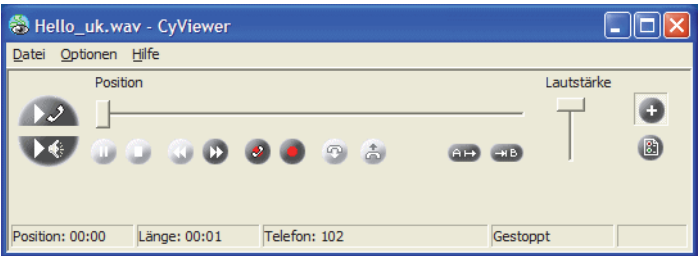 Hello_uk.wav - CyViewer
Datei Optionen Hilfe
Position Lautstärke
A B
Position: 00:00 Länge: 00:01 Telefon: 102 Gestoppt